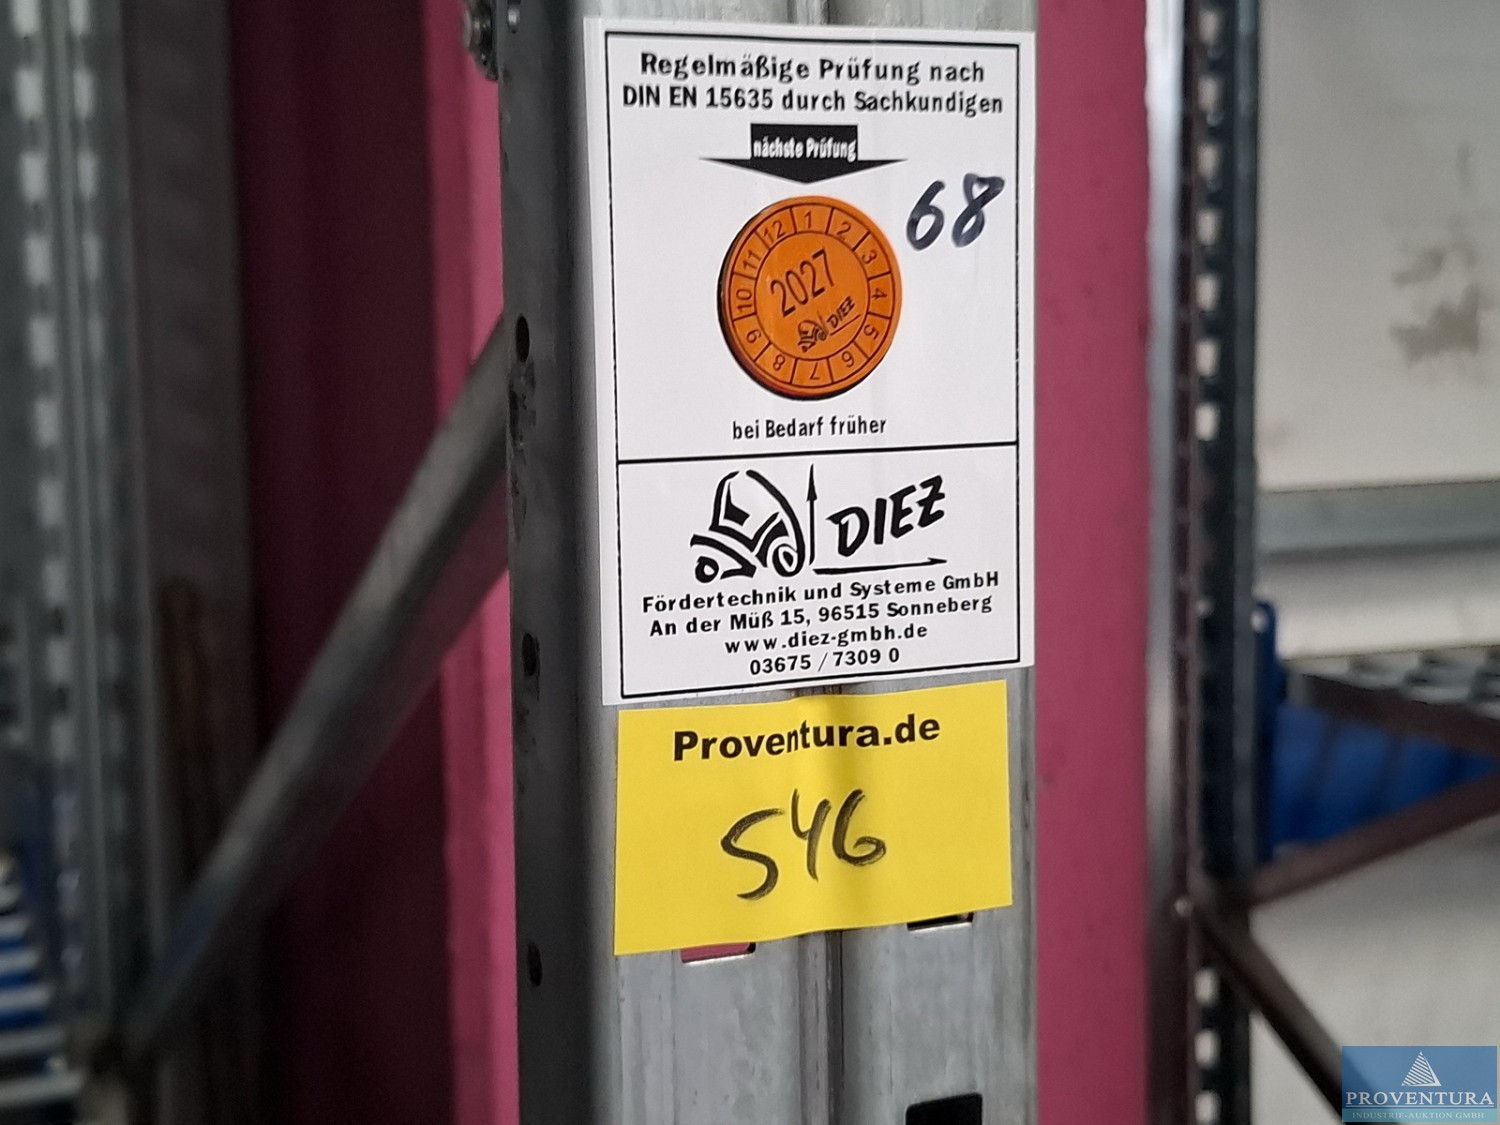 Regelmäßige Prüfung nach
DIN EN 15635 durch Sachkundigen
nächste Prüfung
68
12 1 2 3 4 5 6 7 8 9 10 11
2027
DIEZ
bei Bedarf früher
DIEZ
Fördertechnik und Systeme GmbH
An der Müß 15, 96515 Sonneberg
www.diez-gmbh.de
03675 / 7309 0
Proventura.de
546
PROVENTURA
INDUSTRIE-AUKTION GMBH